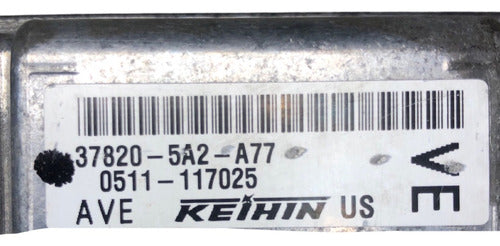 37820-5A2-A77
0511-117025
AVE KEIHIN US
VE